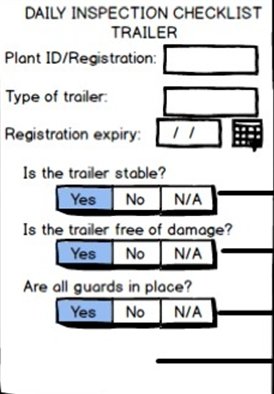 DAILY INSPECTION CHECKLIST
TRAILER
Plant ID/Registration:
Type of trailer:
Registration expiry: / /
Is the trailer stable?
Yes No N/A
Is the trailer free of damage?
Yes No N/A
Are all guards in place?
Yes No N/A